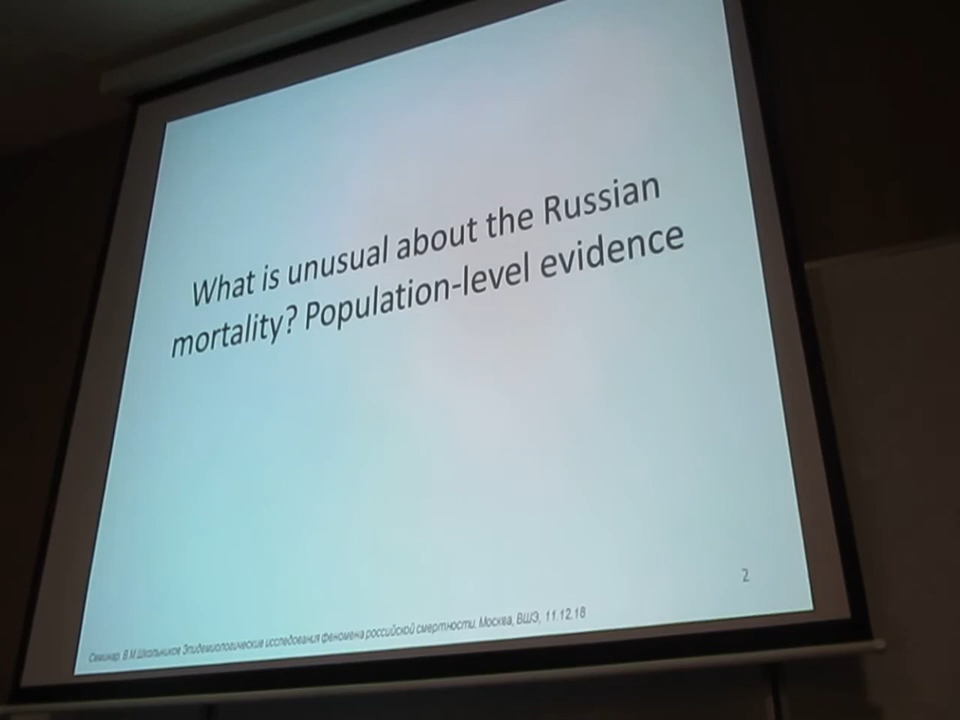 What is unusual about the Russian
mortality? Population-level evidence
2
Семинар В.М.Школьников Эпидемиологические исследования феномена российской смертности. Москва, ВШЭ, 11.12.18